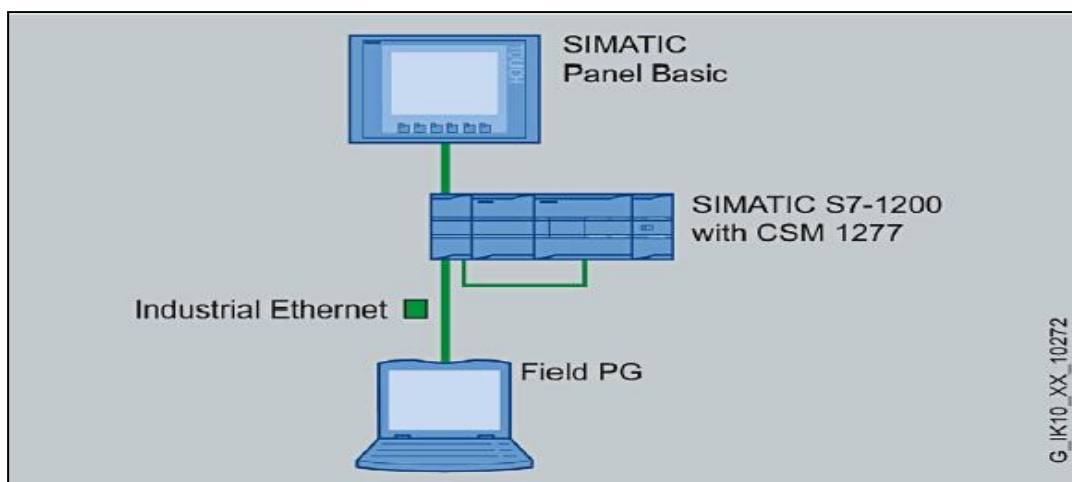 SIMATIC
Panel Basic
SIMATIC S7-1200
with CSM 1277
Industrial Ethernet
Field PG
G_IK10_XX_10272